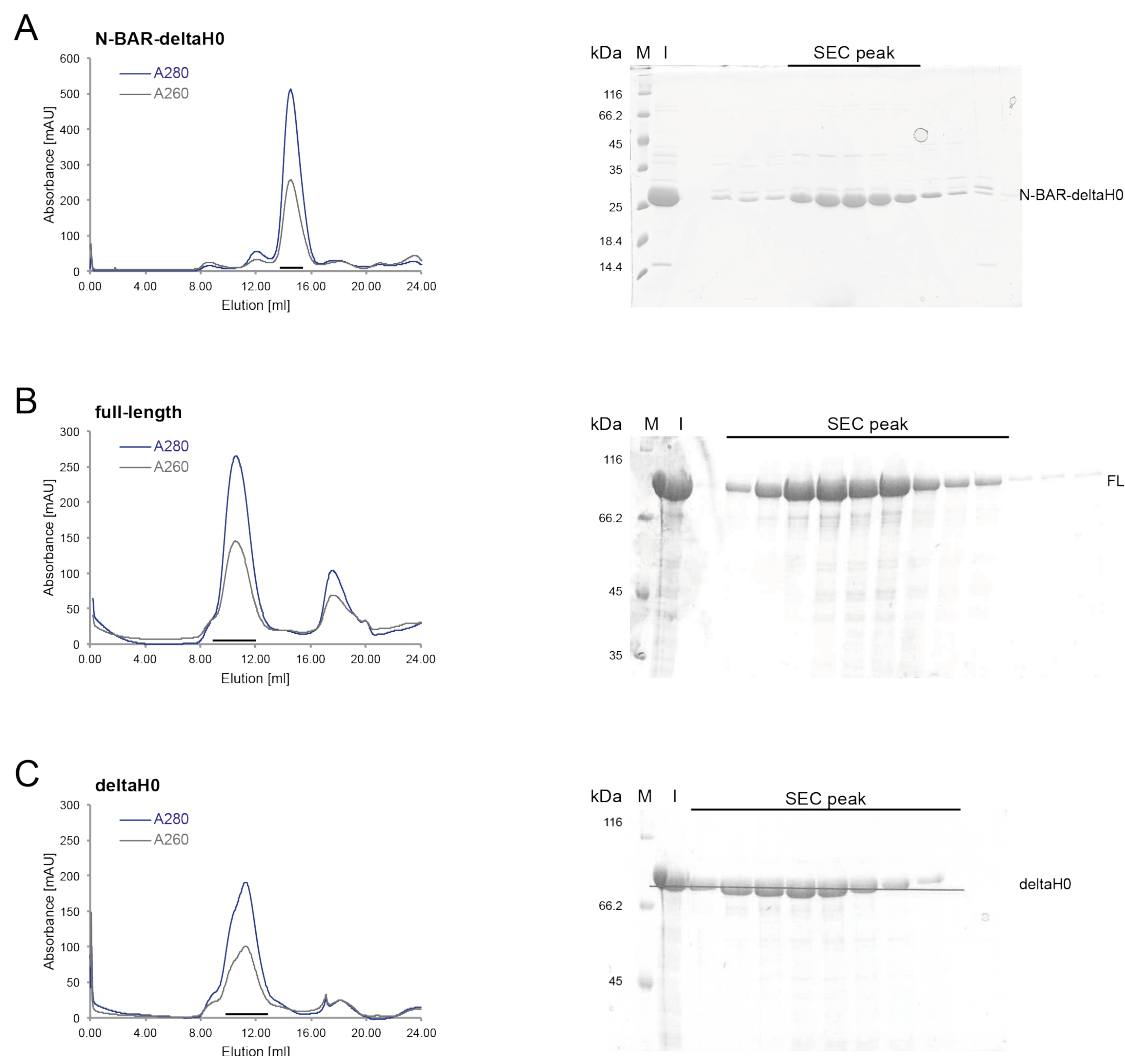 A
N-BAR-deltaH0
A280
A260
600
500
400
300
200
100
0
Absorbance [mAU]
0.00 4.00 8.00 12.00 16.00 20.00 24.00
Elution [ml]
kDa M I SEC peak
116
66.2
45
35
25
18.4
14.4
N-BAR-deltaH0
B
full-length
A280
A260
300
250
200
150
100
50
0
Absorbance [mAU]
0.00 4.00 8.00 12.00 16.00 20.00 24.00
Elution [ml]
kDa M I SEC peak
116
66.2
45
35
FL
C
deltaH0
A280
A260
300
250
200
150
100
50
0
Absorbance [mAU]
0.00 4.00 8.00 12.00 16.00 20.00 24.00
Elution [ml]
kDa M I SEC peak
116
66.2
45
deltaH0